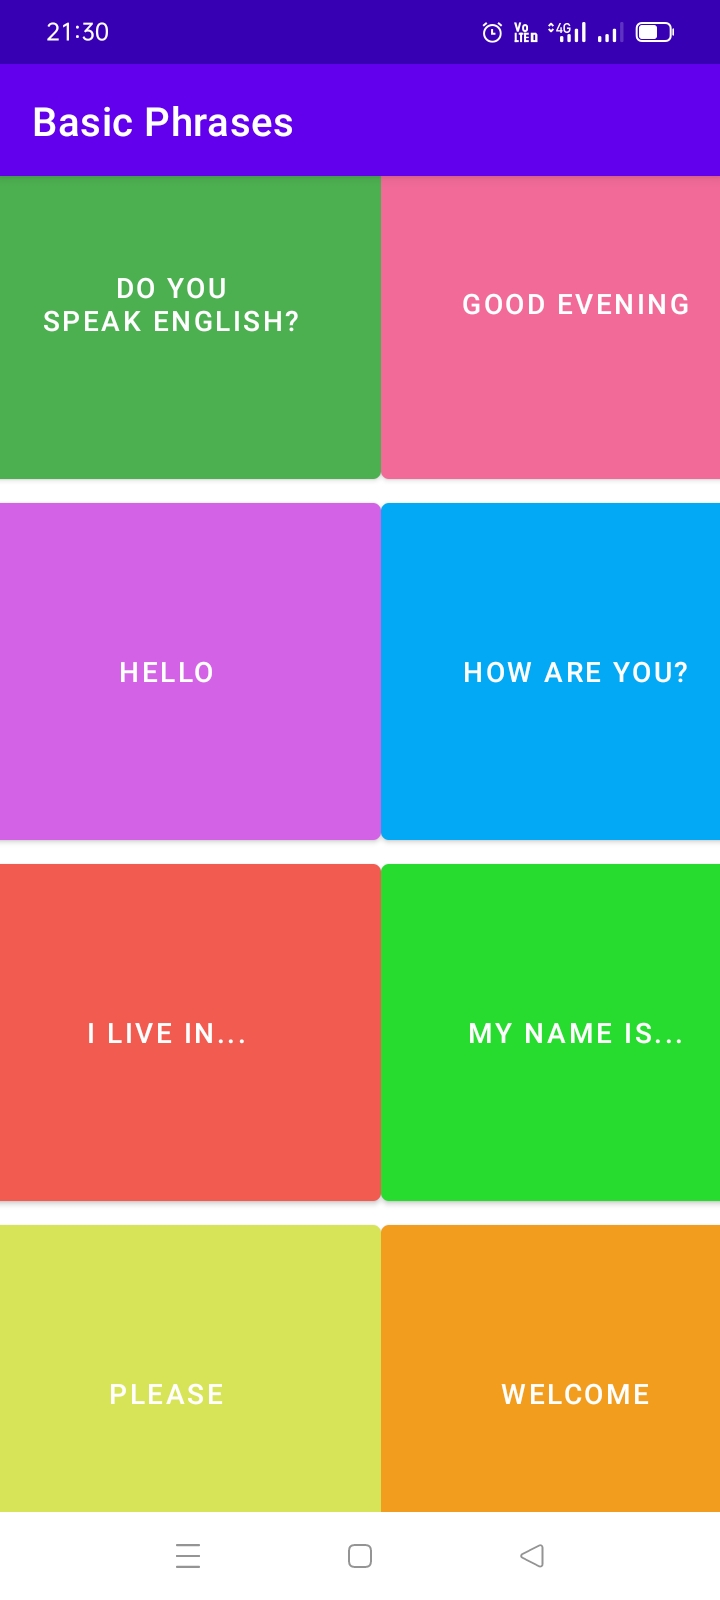 21:30
Vo
LTE
4G
Basic Phrases
DO YOU
SPEAK ENGLISH?
GOOD EVENING
HELLO
HOW ARE YOU?
I LIVE IN...
MY NAME IS...
PLEASE
WELCOME